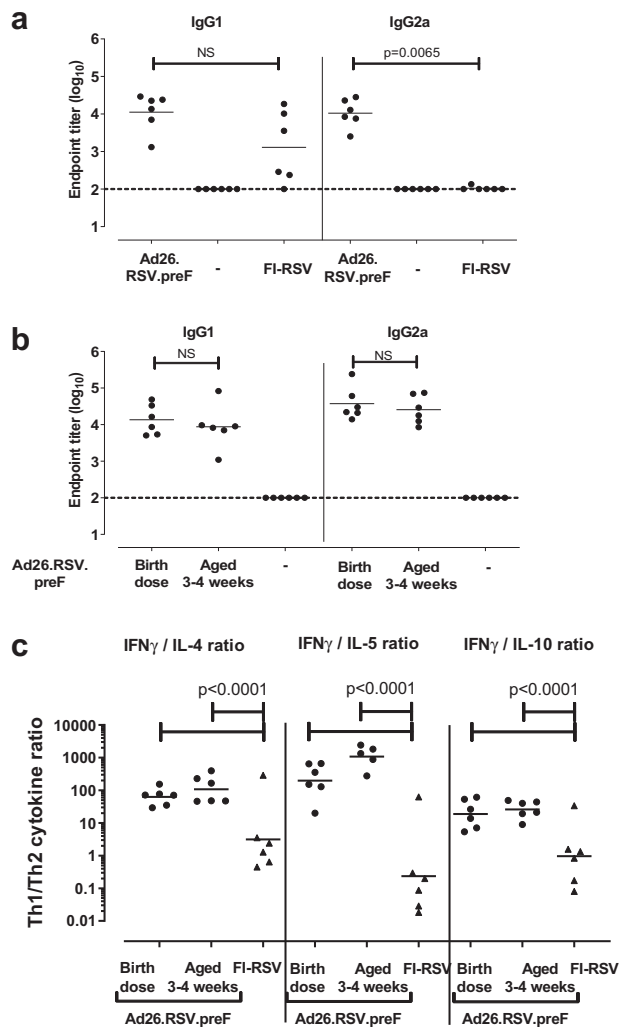 a
IgG1 IgG2a
NS p=0.0065
Endpoint titer (log10)
6
5
4
3
2
1
Ad26.
RSV.preF - FI-RSV Ad26.
RSV.preF - FI-RSV
b
IgG1 IgG2a
NS NS
Endpoint titer (log10)
6
5
4
3
2
1
Ad26.RSV.
preF
Birth
dose Aged
3-4 weeks - Birth
dose Aged
3-4 weeks -
c
IFNγ / IL-4 ratio IFNγ / IL-5 ratio IFNγ / IL-10 ratio
p<0.0001 p<0.0001 p<0.0001
Th1/Th2 cytokine ratio
10000
1000
100
10
1
0.1
0.01
Birth
dose Aged
3-4 weeks FI-RSV Birth
dose Aged
3-4 weeks FI-RSV Birth
dose Aged
3-4 weeks FI-RSV
Ad26.RSV.preF Ad26.RSV.preF Ad26.RSV.preF